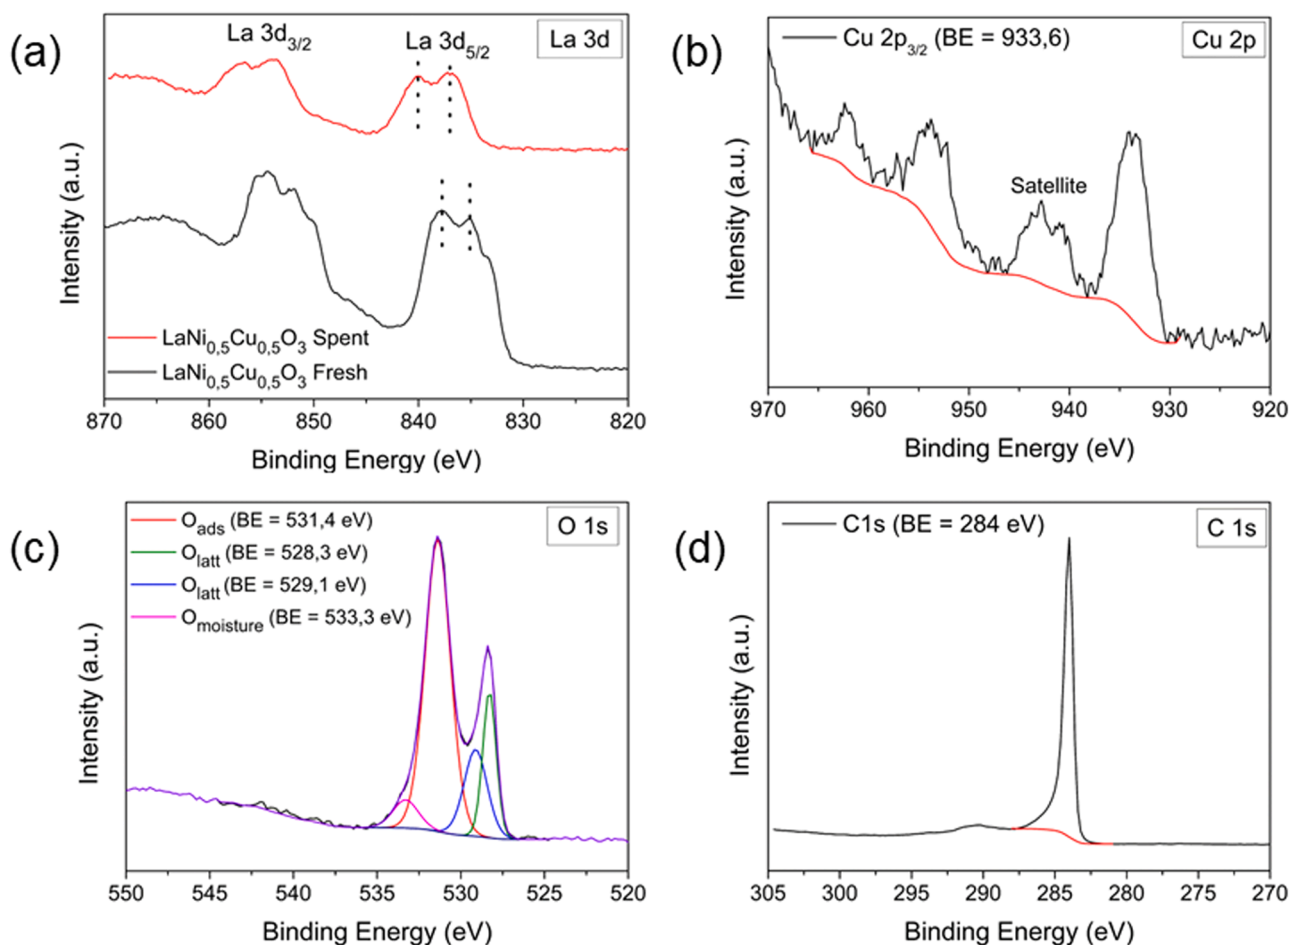 (a)
La 3d3/2
La 3d5/2
La 3d
Intensity (a.u.)
LaNi0,5Cu0,5O3 Spent
LaNi0,5Cu0,5O3 Fresh
870 860 850 840 830 820
Binding Energy (eV)
(b)
Cu 2p3/2 (BE = 933,6)
Cu 2p
Satellite
Intensity (a.u.)
970 960 950 940 930 920
Binding Energy (eV)
(c)
Oads (BE = 531,4 eV)
Olatt (BE = 528,3 eV)
Olatt (BE = 529,1 eV)
Omoisture (BE = 533,3 eV)
O 1s
Intensity (a.u.)
550 545 540 535 530 525 520
Binding Energy (eV)
(d)
C1s (BE = 284 eV)
C 1s
Intensity (a.u.)
305 300 295 290 285 280 275 270
Binding Energy (eV)